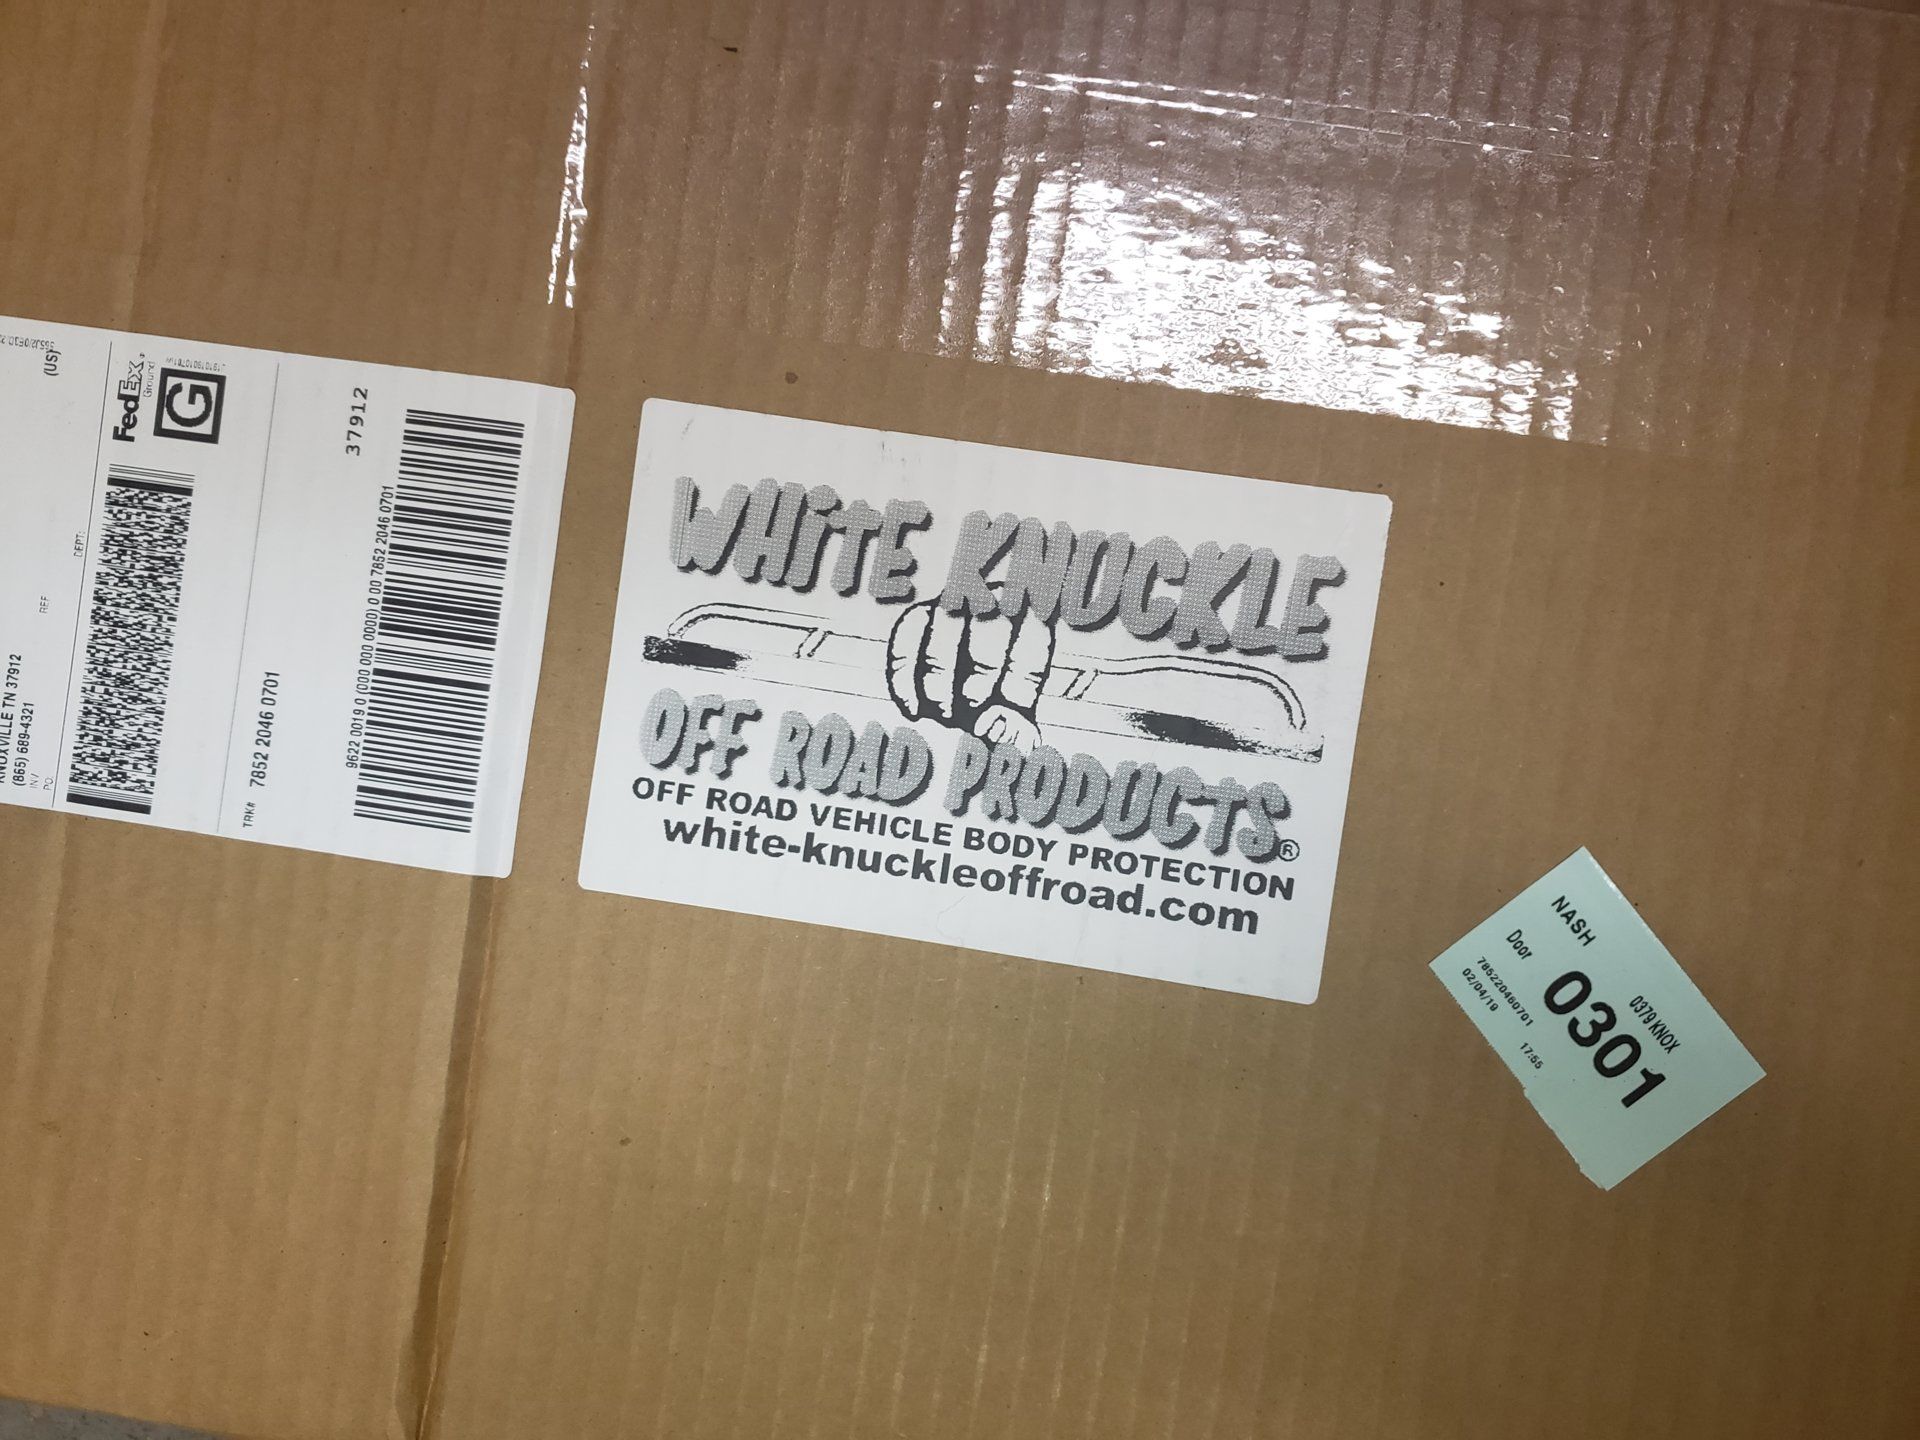 (US)
FedEx
Ground
G
KNOXVILLE TN 37912
(865) 689-4321
INV
PO:
REF
DEPT:
TRK# 7852 2046 0701
37912
9622 0019 0 (000 000 0000) 0 00 7852 2046 0701
WHiTE KNUCKLE
OFF ROAD PRODUCTS®
OFF ROAD VEHICLE BODY PROTECTION
white-knuckleoffroad.com
NASH
0379 KNOX
Door
0301
785220460701
02/04/19 17:55